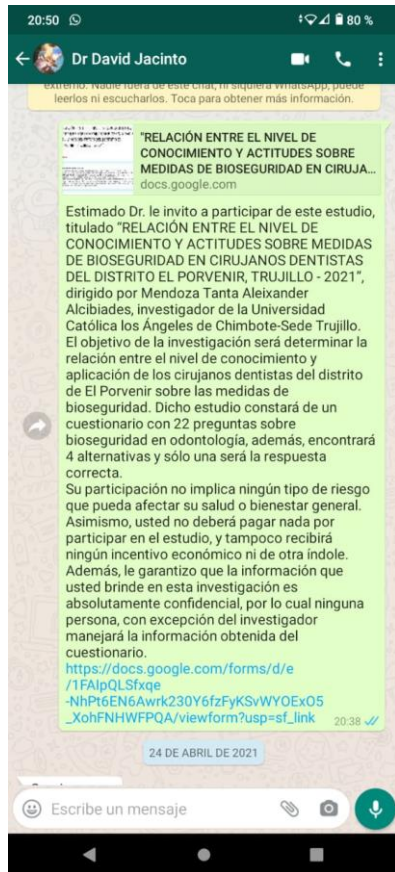 20:50 80 %
Dr David Jacinto
extremo. Nadie fuera de este chat, ni siquiera WhatsApp, puede
leerlos ni escucharlos. Toca para obtener más información.
"RELACIÓN ENTRE EL NIVEL DE
CONOCIMIENTO Y ACTITUDES SOBRE
MEDIDAS DE BIOSEGURIDAD EN CIRUJA...
docs.google.com
Estimado Dr. le invito a participar de este estudio,
titulado "RELACIÓN ENTRE EL NIVEL DE
CONOCIMIENTO Y ACTITUDES SOBRE MEDIDAS
DE BIOSEGURIDAD EN CIRUJANOS DENTISTAS
DEL DISTRITO EL PORVENIR, TRUJILLO - 2021",
dirigido por Mendoza Tanta Aleixander
Alcibiades, investigador de la Universidad
Católica los Ángeles de Chimbote-Sede Trujillo.
El objetivo de la investigación será determinar la
relación entre el nivel de conocimiento y
aplicación de los cirujanos dentistas del distrito
de El Porvenir sobre las medidas de
bioseguridad. Dicho estudio constará de un
cuestionario con 22 preguntas sobre
bioseguridad en odontología, además, encontrará
4 alternativas y sólo una será la respuesta
correcta.
Su participación no implica ningún tipo de riesgo
que pueda afectar su salud o bienestar general.
Asimismo, usted no deberá pagar nada por
participar en el estudio, y tampoco recibirá
ningún incentivo económico ni de otra índole.
Además, le garantizo que la información que
usted brinde en esta investigación es
absolutamente confidencial, por lo cual ninguna
persona, con excepción del investigador
manejará la información obtenida del
cuestionario.
https://docs.google.com/forms/d/e
/1FAIpQLSfxqe
-NhPt6EN6Awrk230Y6fzFyKSvWYOExO5
_XohFNHWFPQA/viewform?usp=sf_link 20:38
24 DE ABRIL DE 2021
Escribe un mensaje